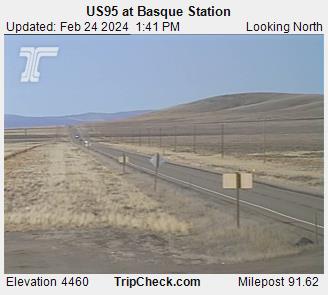 US95 at Basque Station
Updated: Feb 24 2024 1:41 PM Looking North
Elevation 4460 TripCheck.com Milepost 91.62